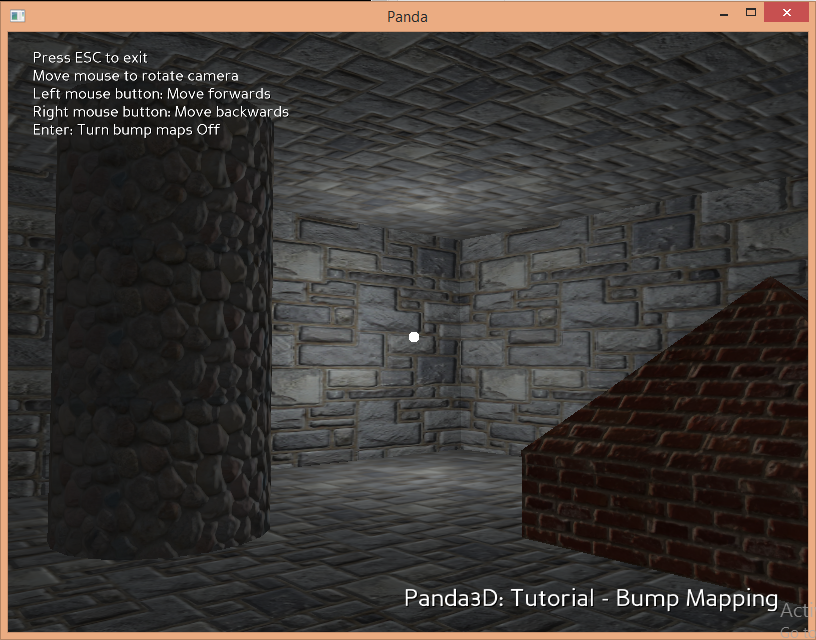 Panda
Press ESC to exit
Move mouse to rotate camera
Left mouse button: Move forwards
Right mouse button: Move backwards
Enter: Turn bump maps Off
Panda3D: Tutorial - Bump Mapping